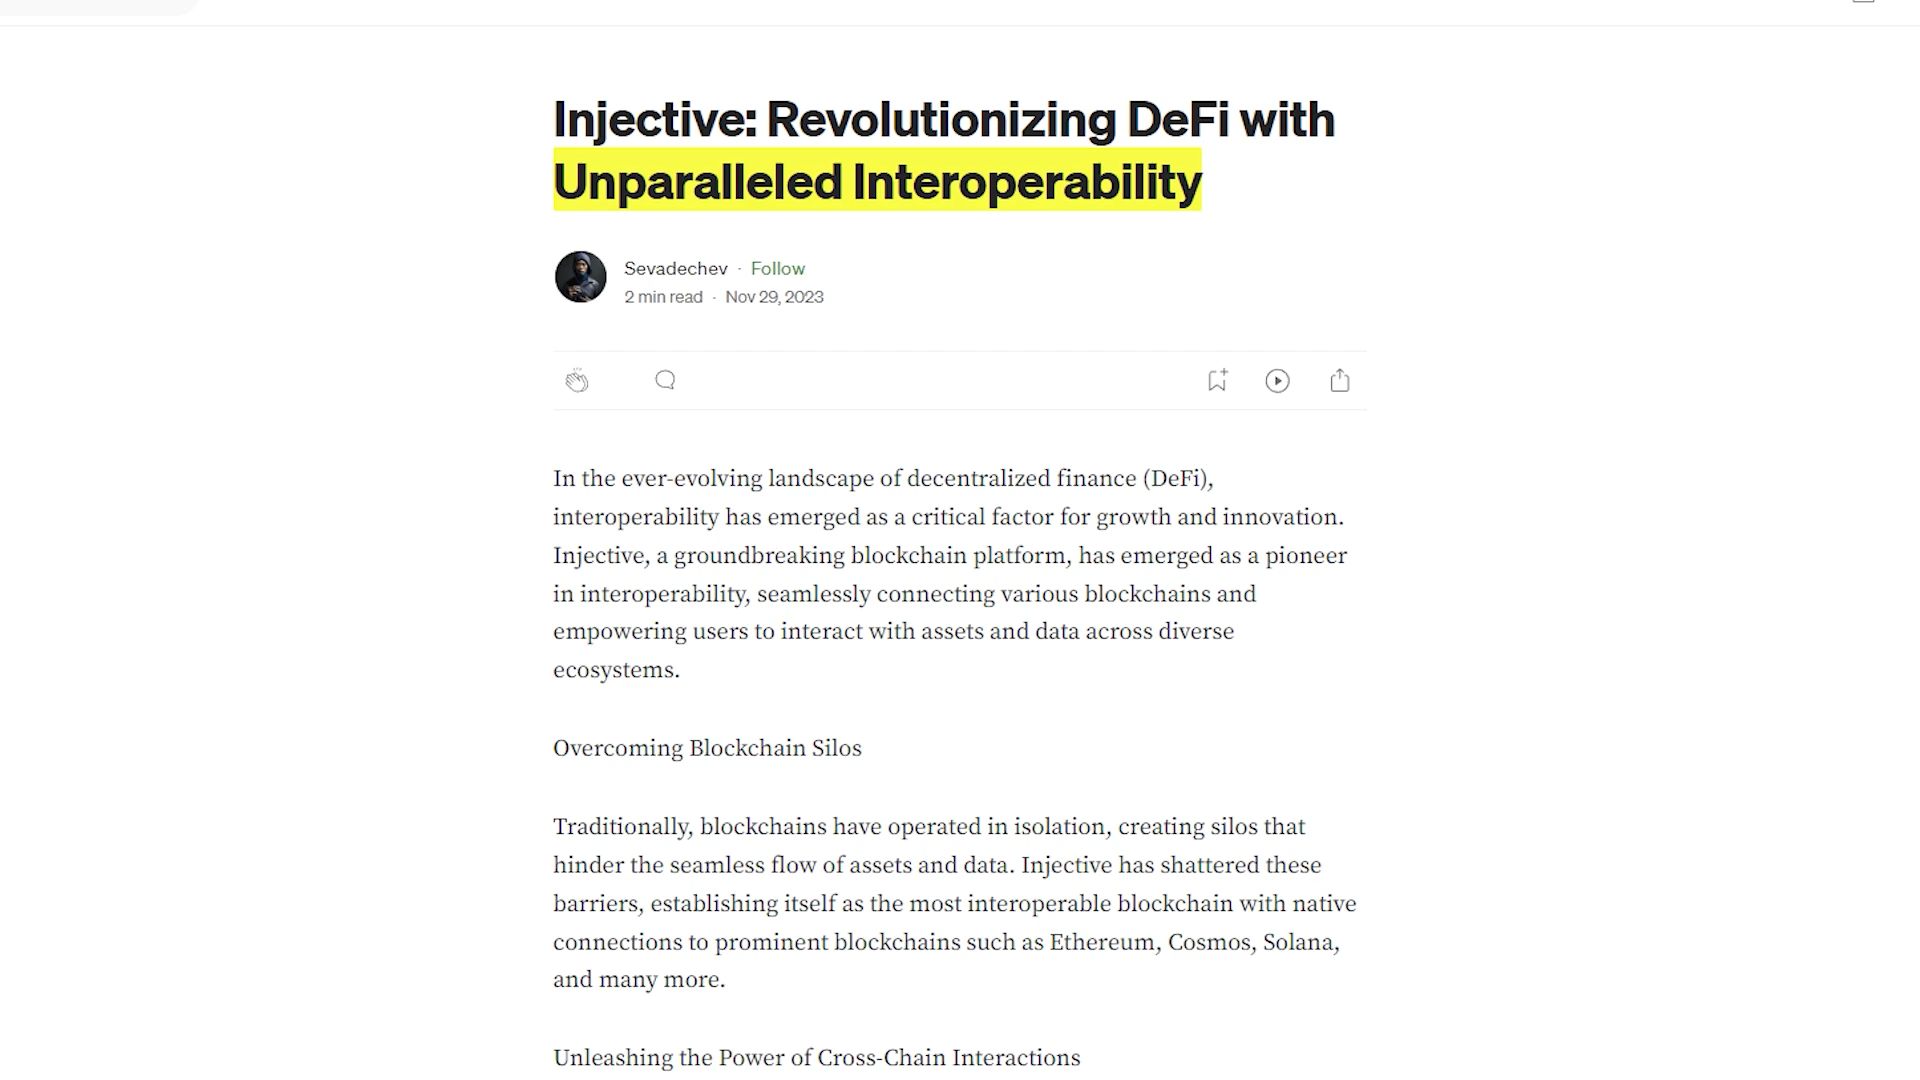 Injective: Revolutionizing DeFi with
Unparalleled Interoperability
Sevadechev · Follow
2 min read · Nov 29, 2023
In the ever-evolving landscape of decentralized finance (DeFi),
interoperability has emerged as a critical factor for growth and innovation.
Injective, a groundbreaking blockchain platform, has emerged as a pioneer
in interoperability, seamlessly connecting various blockchains and
empowering users to interact with assets and data across diverse
ecosystems.
Overcoming Blockchain Silos
Traditionally, blockchains have operated in isolation, creating silos that
hinder the seamless flow of assets and data. Injective has shattered these
barriers, establishing itself as the most interoperable blockchain with native
connections to prominent blockchains such as Ethereum, Cosmos, Solana,
and many more.
Unleashing the Power of Cross-Chain Interactions